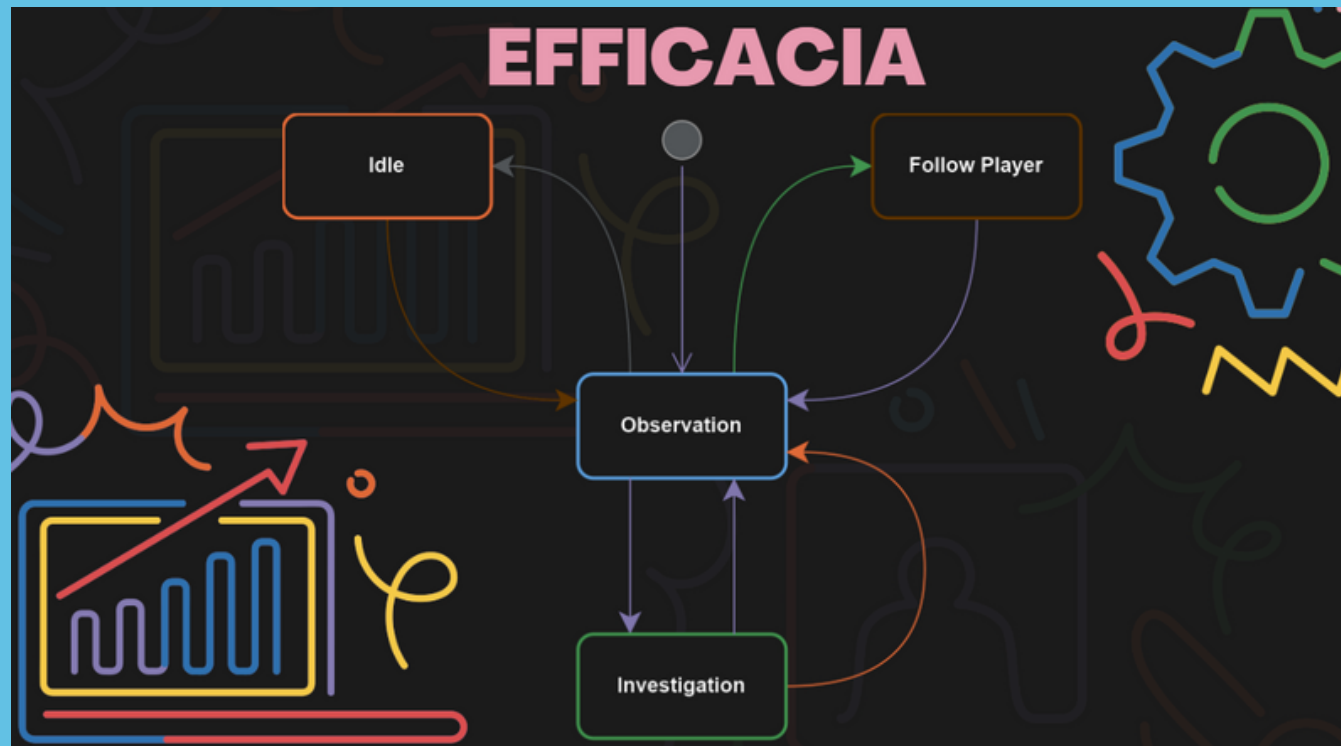 EFFICACIA
Idle
Follow Player
Observation
Investigation